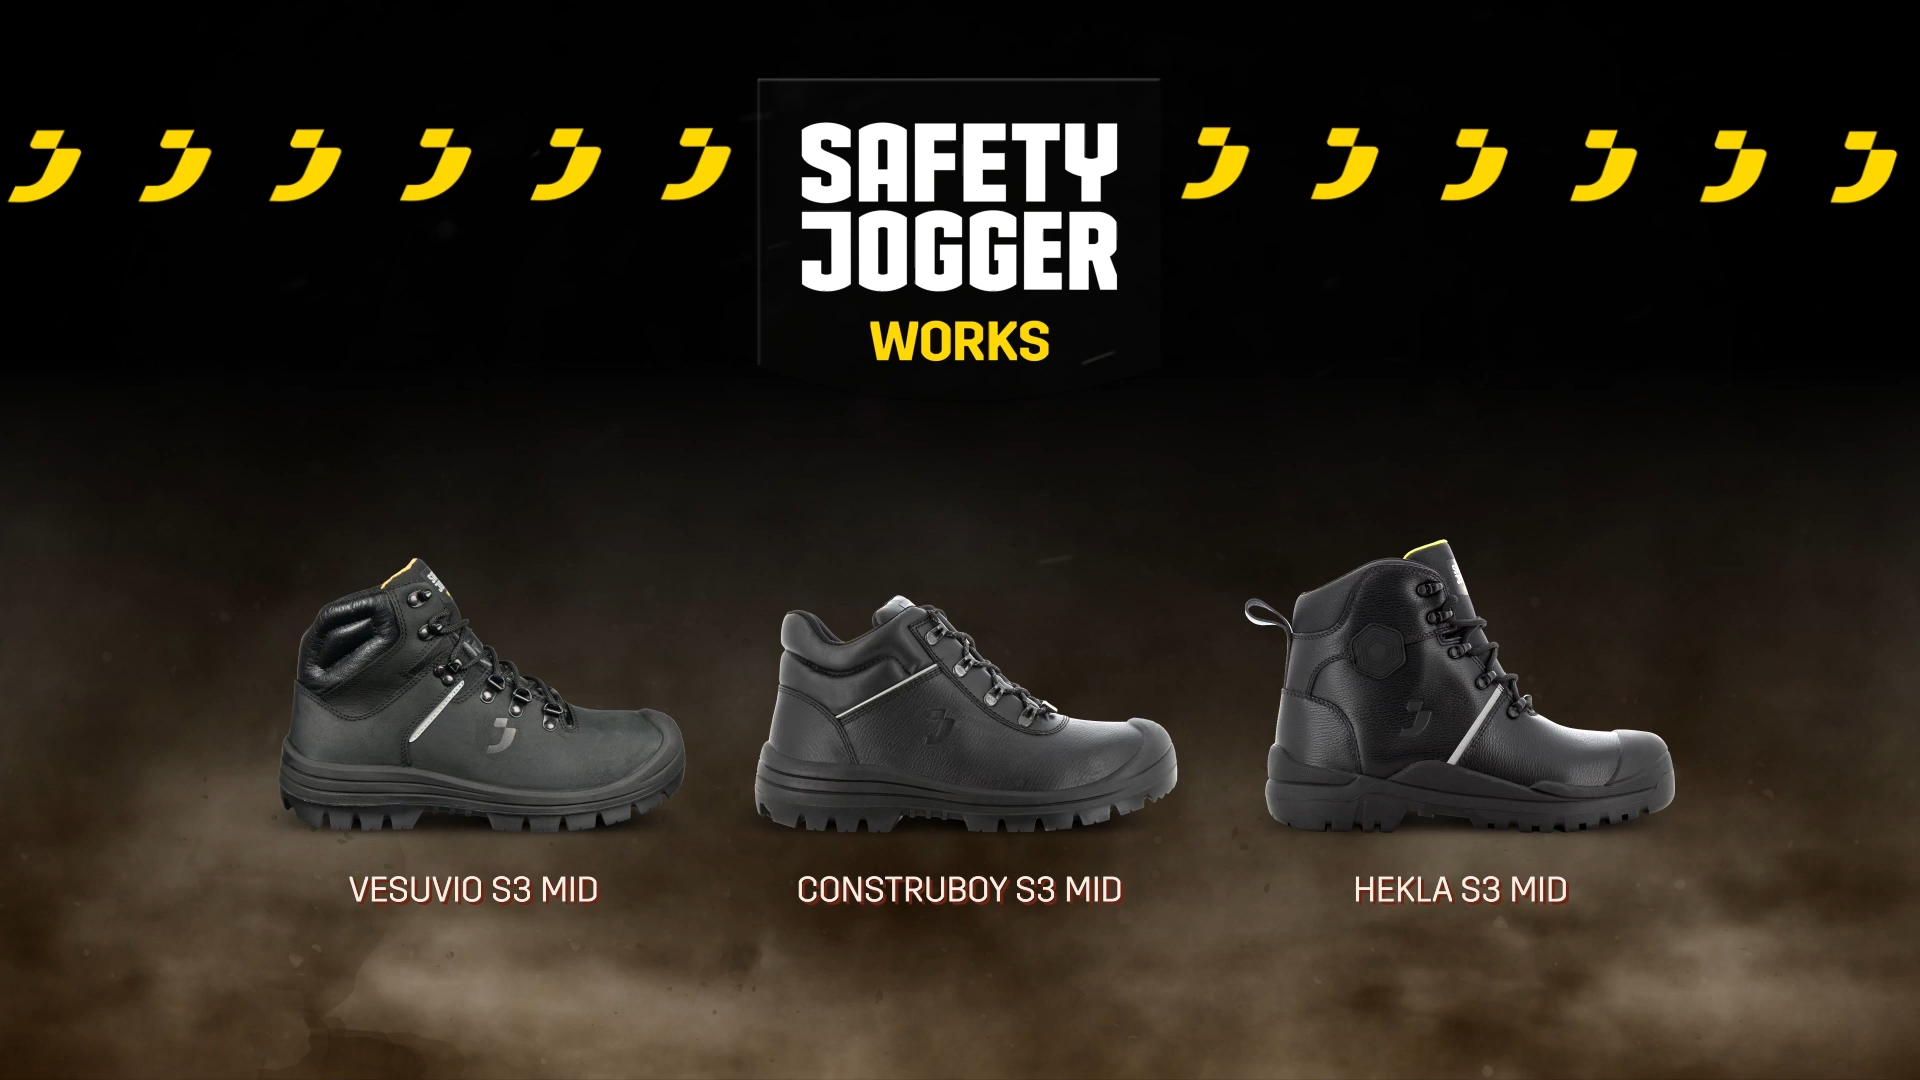 SAFETY
JOGGER
WORKS
VESUVIO S3 MID
CONSTRUBOY S3 MID
HEKLA S3 MID